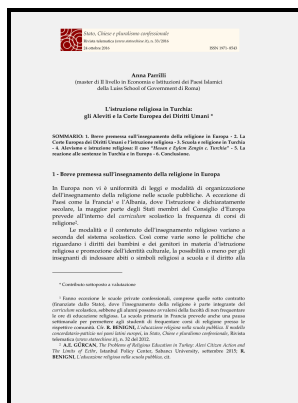 Stato, Chiese e pluralismo confessionale
Rivista telematica (www.statoechiese.it), n. 33/2016
24 ottobre 2016 ISSN 1971- 8543
Anna Parrilli
(master di II livello in Economia e Istituzioni dei Paesi Islamici
della Luiss School of Government di Roma)
L'istruzione religiosa in Turchia:
gli Aleviti e la Corte Europea dei Diritti Umani *
SOMMARIO: 1. Breve premessa sull'insegnamento della religione in Europa - 2. La
Corte Europea dei Diritti Umani e l'istruzione religiosa - 3. Scuola e religione in Turchia
- 4. Alevismo e istruzione religiosa: il caso "Hasan e Eylem Zengin c. Turchia" - 5. La
reazione alle sentenze in Turchia e in Europa - 6. Conclusione.
1 - Breve premessa sull'insegnamento della religione in Europa
In Europa non vi è uniformità di leggi e modalità di organizzazione
dell'insegnamento della religione nelle scuole pubbliche. A eccezione di
Paesi come la Francia¹ e l'Albania, dove l'istruzione è dichiaratamente
secolare, la maggior parte degli Stati membri del Consiglio d'Europa
prevede all'interno del curriculum scolastico la frequenza di corsi di
religione².
Le modalità e il contenuto dell'insegnamento religioso variano a
seconda del sistema scolastico. Così come varie sono le politiche che
riguardano i diritti dei bambini e dei genitori in materia d'istruzione
religiosa e promozione dell'identità culturale, la possibilità o meno per gli
insegnanti di indossare abiti o simboli religiosi a scuola e il diritto alla
* Contributo sottoposto a valutazione
¹ Fanno eccezione le scuole private confessionali, comprese quelle sotto contratto
(finanziate dallo Stato), dove l'insegnamento della religione è parte integrante del
curriculum scolastico, sebbene gli alunni possano avvalersi della facoltà di non frequentare
le ore di educazione religiosa. La scuola primaria in Francia prevede anche una pausa
settimanale per permettere agli studenti di frequentare corsi di religione presso le
rispettive comunità. Cfr. R. BENIGNI, L'educazione religiosa nella scuola pubblica. Il modello
concordatario-pattizio nei paesi latini europei, in Stato, Chiese e pluralismo confessionale, Rivista
telematica (www.statoechiese.it), n. 32 del 2012.
² A.E. GÜRCAN, The Problems of Religious Education in Turkey: Alevi Citizen Action and
The Limits of Ecthr, Istanbul Policy Center, Sabancı University, settembre 2015; R.
BENIGNI, L'educazione religiosa nella scuola pubblica, cit.